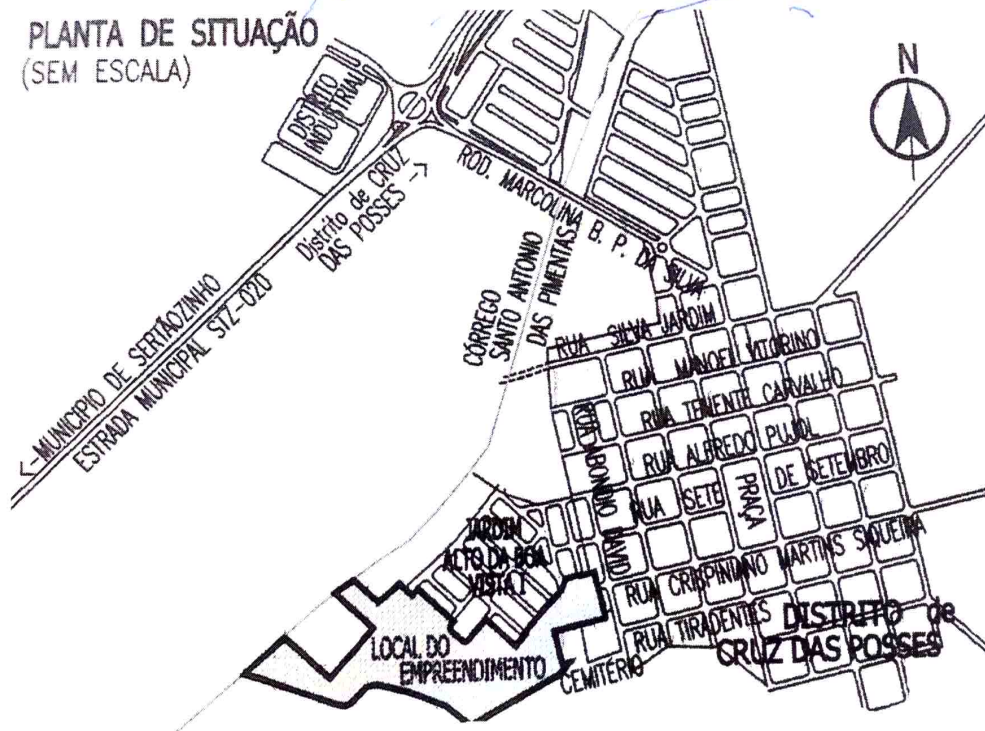 PLANTA DE SITUAÇÃO
(SEM ESCALA)
N
DISTRITO
INDUSTRIAL
Distrito de CRUZ
DAS POSSES ->
ROD. MARCOLINA B. P. DA SILVA
<-MUNICIPIO DE SERTÃOZINHO
ESTRADA MUNICIPAL STZ-020
CÓRREGO
SANTO ANTONIO
DAS PIMENTAS
RUA SILVA JARDIM
RUA MANOEL VITORINO
RUA TENENTE CARVALHO
RUA ALFREDO PUJOL
RUA SETE DE SETEMBRO
PRAÇA
RUA
JARDIM
ALTO DA BOA
VISTA I
RUA CRISPINIANO MARTINS SIQUEIRA
RUA TIRADENTES
DISTRITO de
CRUZ DAS POSSES
LOCAL DO
EMPREENDIMENTO
CEMITÉRIO